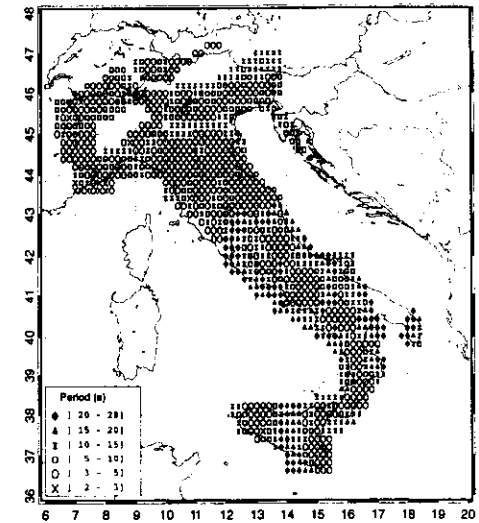 48
47
46
45
44
43
42
41
40
39
38
37
36
Period (s)
♦ ] 20 - 28]
▲ ] 15 - 20]
I ] 10 - 15]
□ ] 5 - 10]
O ] 3 - 5]
X ] 2 - 3]
6 7 8 9 10 11 12 13 14 15 16 17 18 19 20